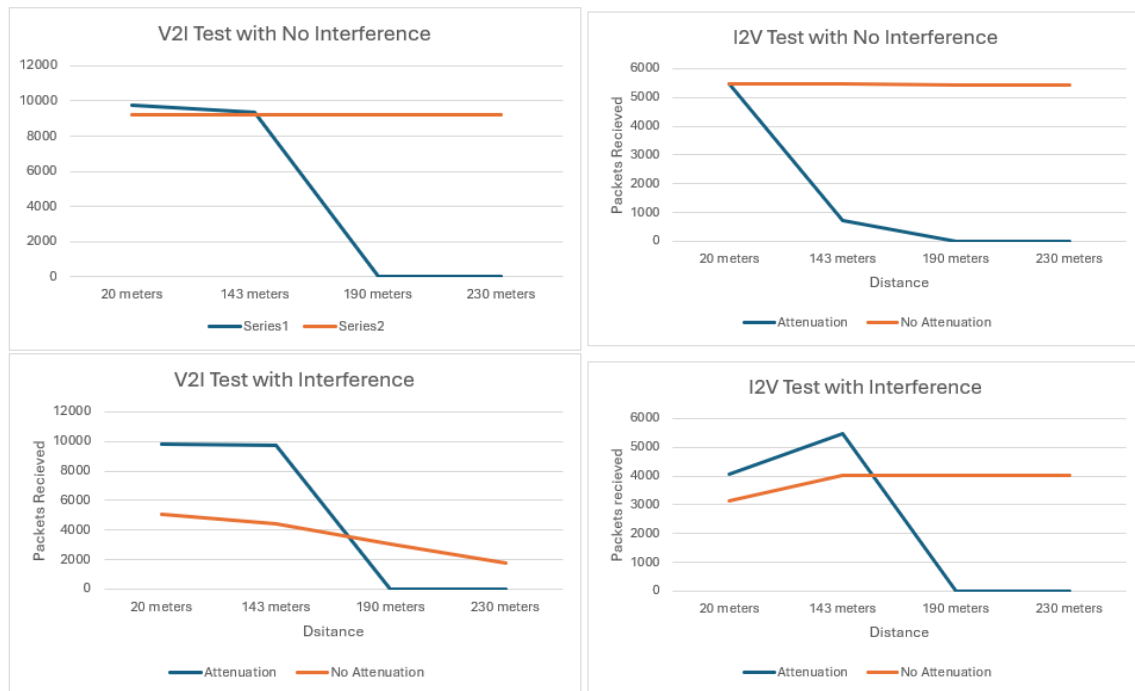 V2I Test with No Interference
12000
10000
8000
6000
4000
2000
0
20 meters 143 meters 190 meters 230 meters
Series1 Series2
I2V Test with No Interference
Packets Recieved
6000
5000
4000
3000
2000
1000
0
20 meters 143 meters 190 meters 230 meters
Distance
Attenuation No Attenuation
V2I Test with Interference
Packets Recieved
12000
10000
8000
6000
4000
2000
0
20 meters 143 meters 190 meters 230 meters
Dsitance
Attenuation No Attenuation
I2V Test with Interference
Packets recieved
6000
5000
4000
3000
2000
1000
0
20 meters 143 meters 190 meters 230 meters
Distance
Attenuation No Attenuation